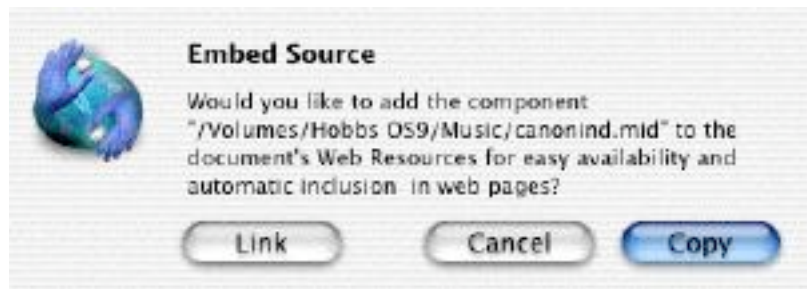 Embed Source
Would you like to add the component
"/Volumes/Hobbs OS9/Music/canonind.mid" to the
document's Web Resources for easy availability and
automatic inclusion in web pages?
Link Cancel Copy